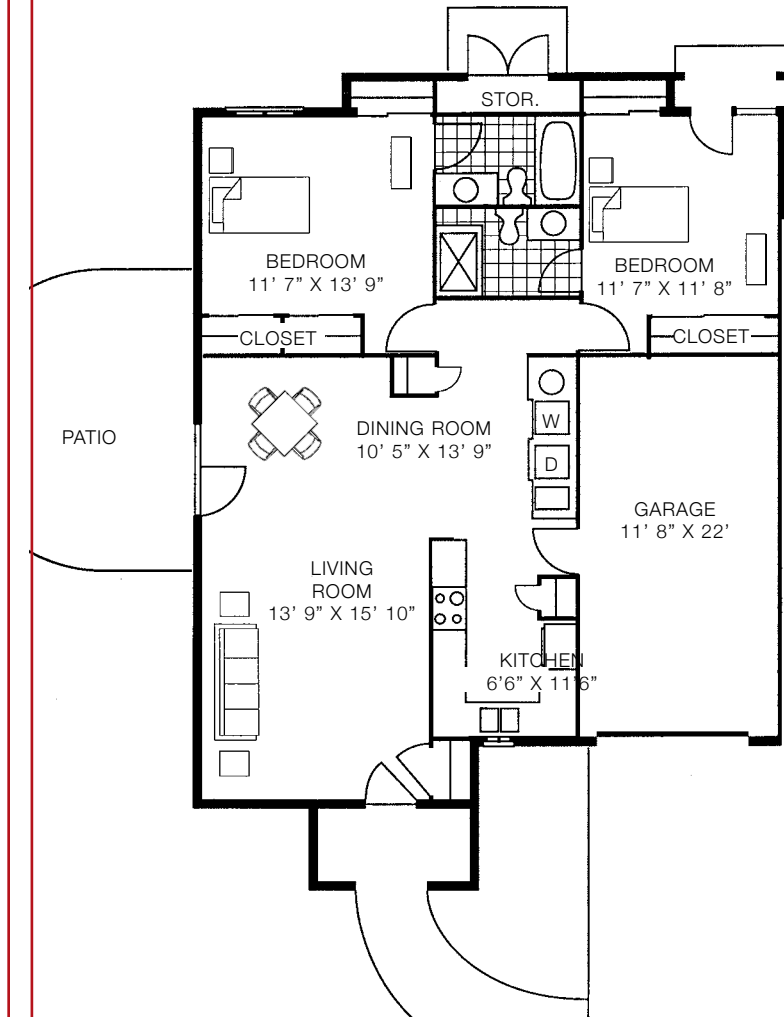 STOR.
BEDROOM
11’ 7” X 13’ 9”
BEDROOM
11’ 7” X 11’ 8”
CLOSET
CLOSET
PATIO
DINING ROOM
10’ 5” X 13’ 9”
W
D
GARAGE
11’ 8” X 22’
LIVING
ROOM
13’ 9” X 15’ 10”
KITCHEN
6’6” X 11’6”